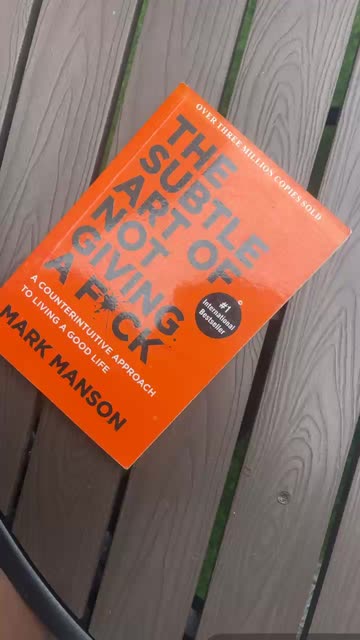 OVER THREE MILLION COPIES SOLD
THE
SUBTLE
ART OF
NOT
GIVING
A F*CK
#1
International
Bestseller
A COUNTERINTUITIVE APPROACH
TO LIVING A GOOD LIFE
MARK MANSON